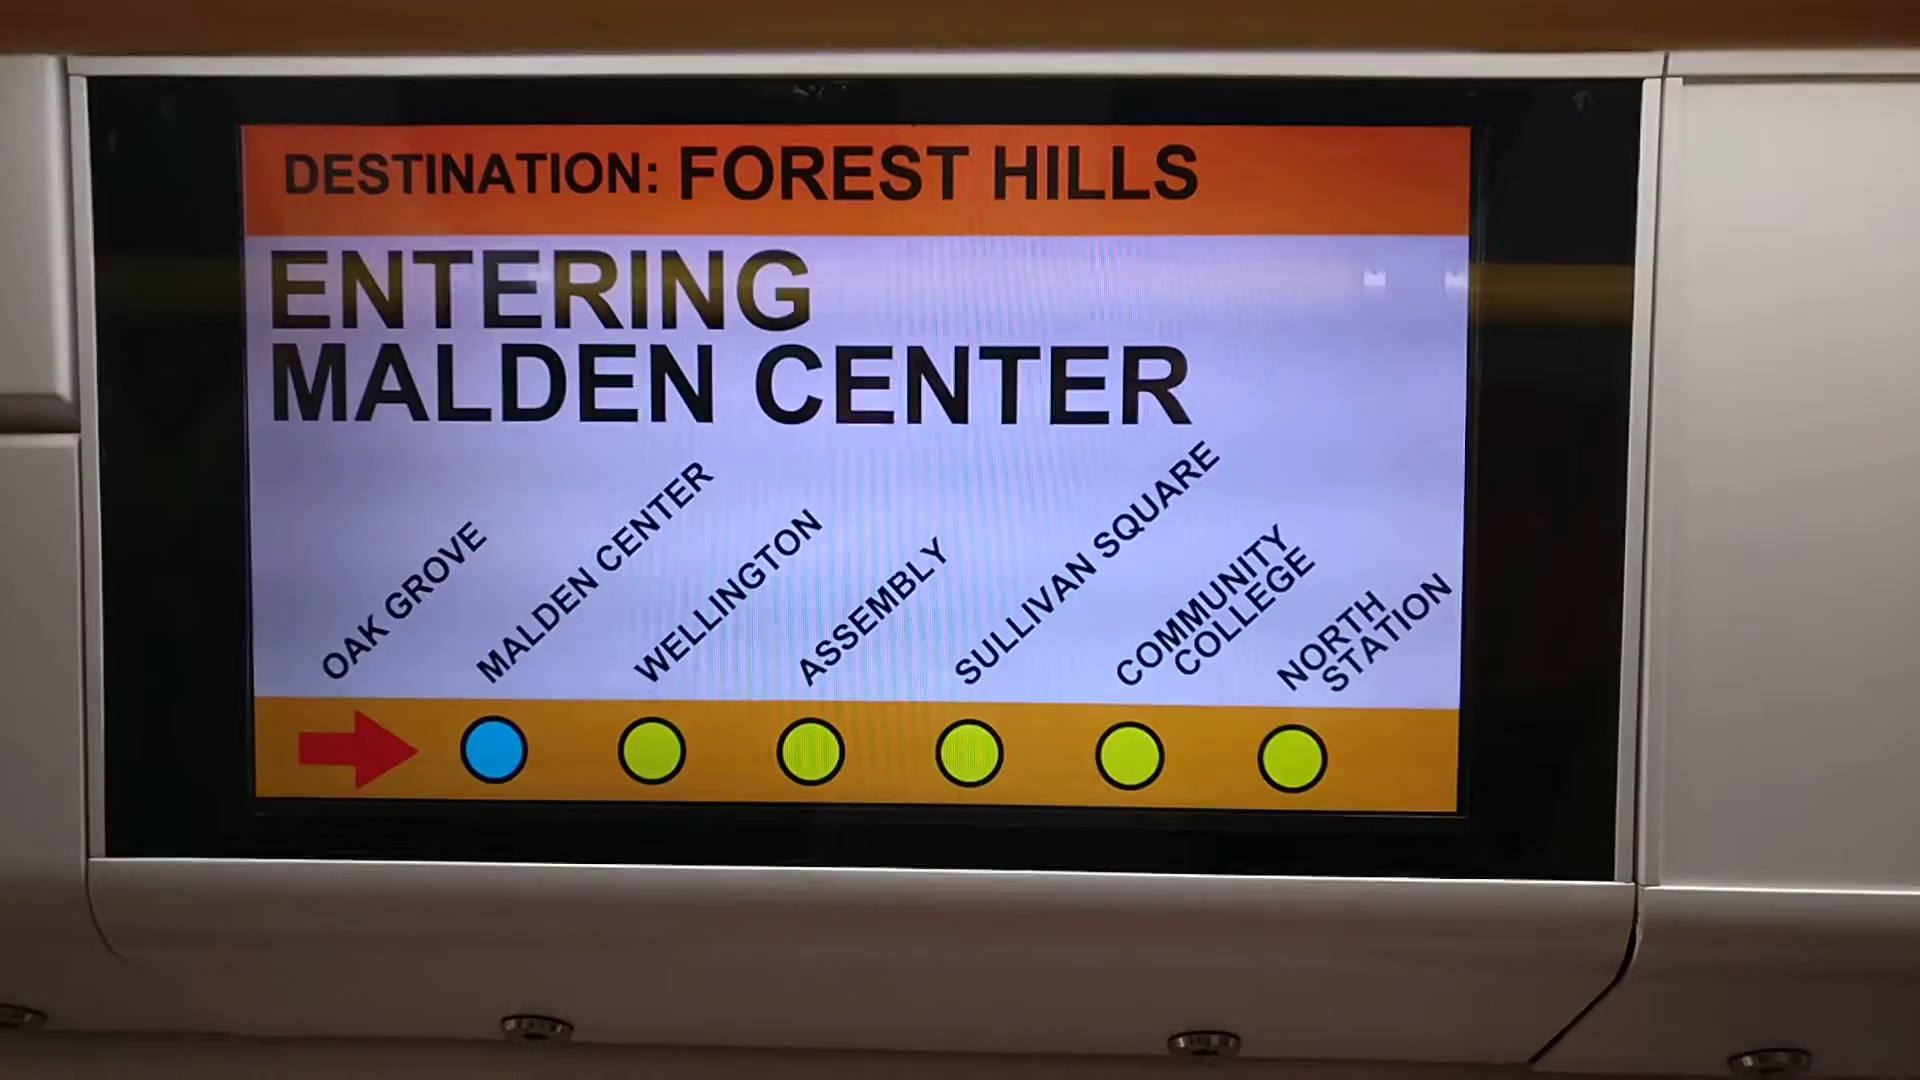 DESTINATION: FOREST HILLS
ENTERING
MALDEN CENTER
OAK GROVE
MALDEN CENTER
WELLINGTON
ASSEMBLY
SULLIVAN SQUARE
COMMUNITY
COLLEGE
NORTH
STATION